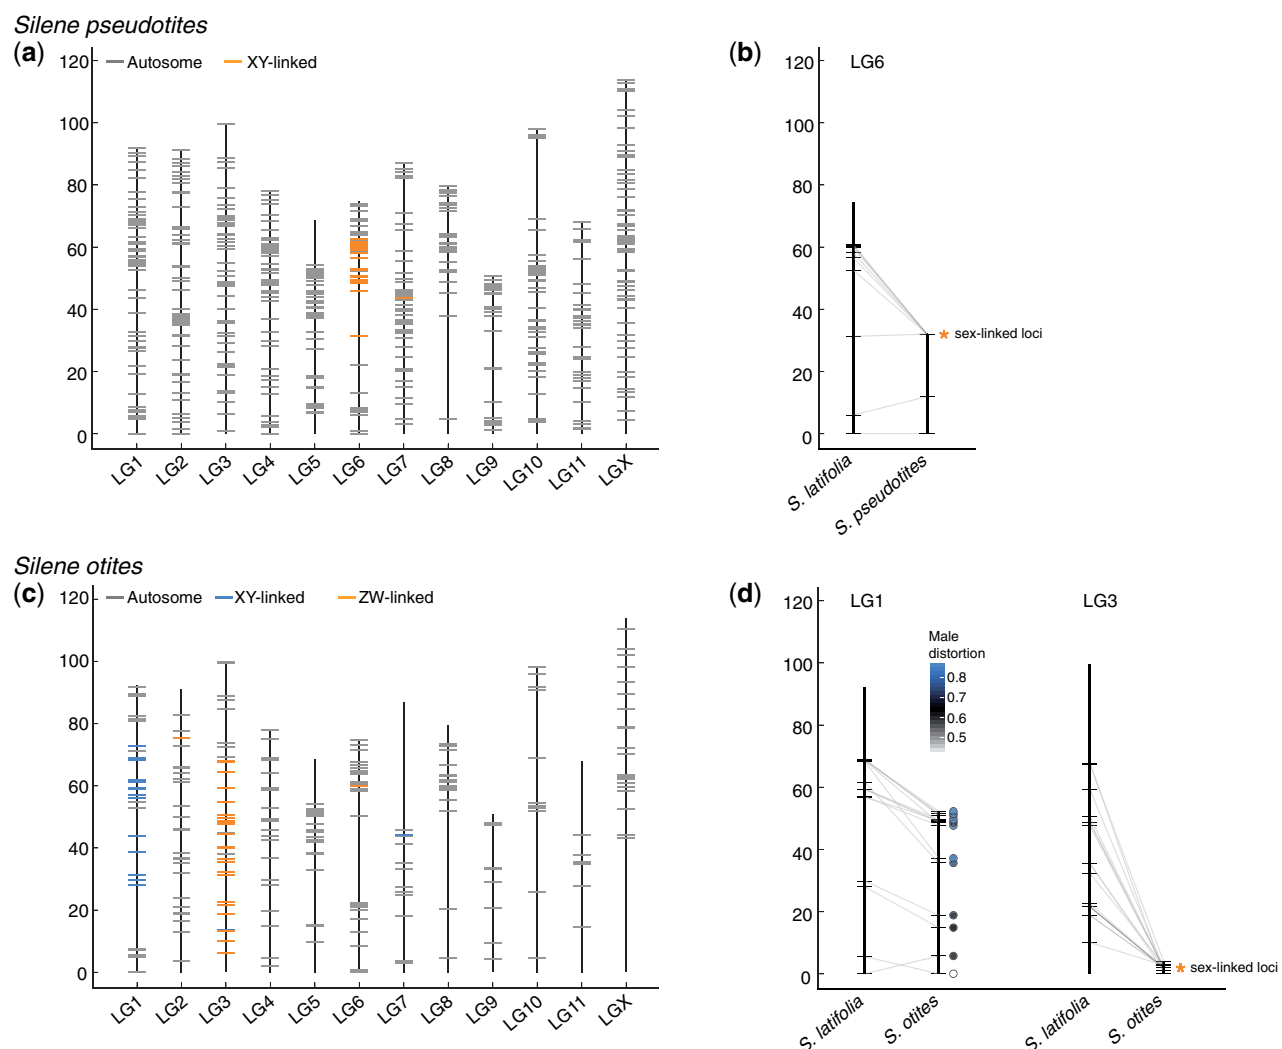 Silene pseudotites
(a)
Autosome XY-linked
120
100
80
60
40
20
0
LG1 LG2 LG3 LG4 LG5 LG6 LG7 LG8 LG9 LG10 LG11 LGX
(b)
LG6
120
100
80
60
40
20
0
sex-linked loci
S. latifolia S. pseudotites
Silene otites
(c)
Autosome XY-linked ZW-linked
120
100
80
60
40
20
0
LG1 LG2 LG3 LG4 LG5 LG6 LG7 LG8 LG9 LG10 LG11 LGX
(d)
LG1 LG3
120
100
80
60
40
20
0
Male
distortion
0.8
0.7
0.6
0.5
sex-linked loci
S. latifolia S. otites S. latifolia S. otites